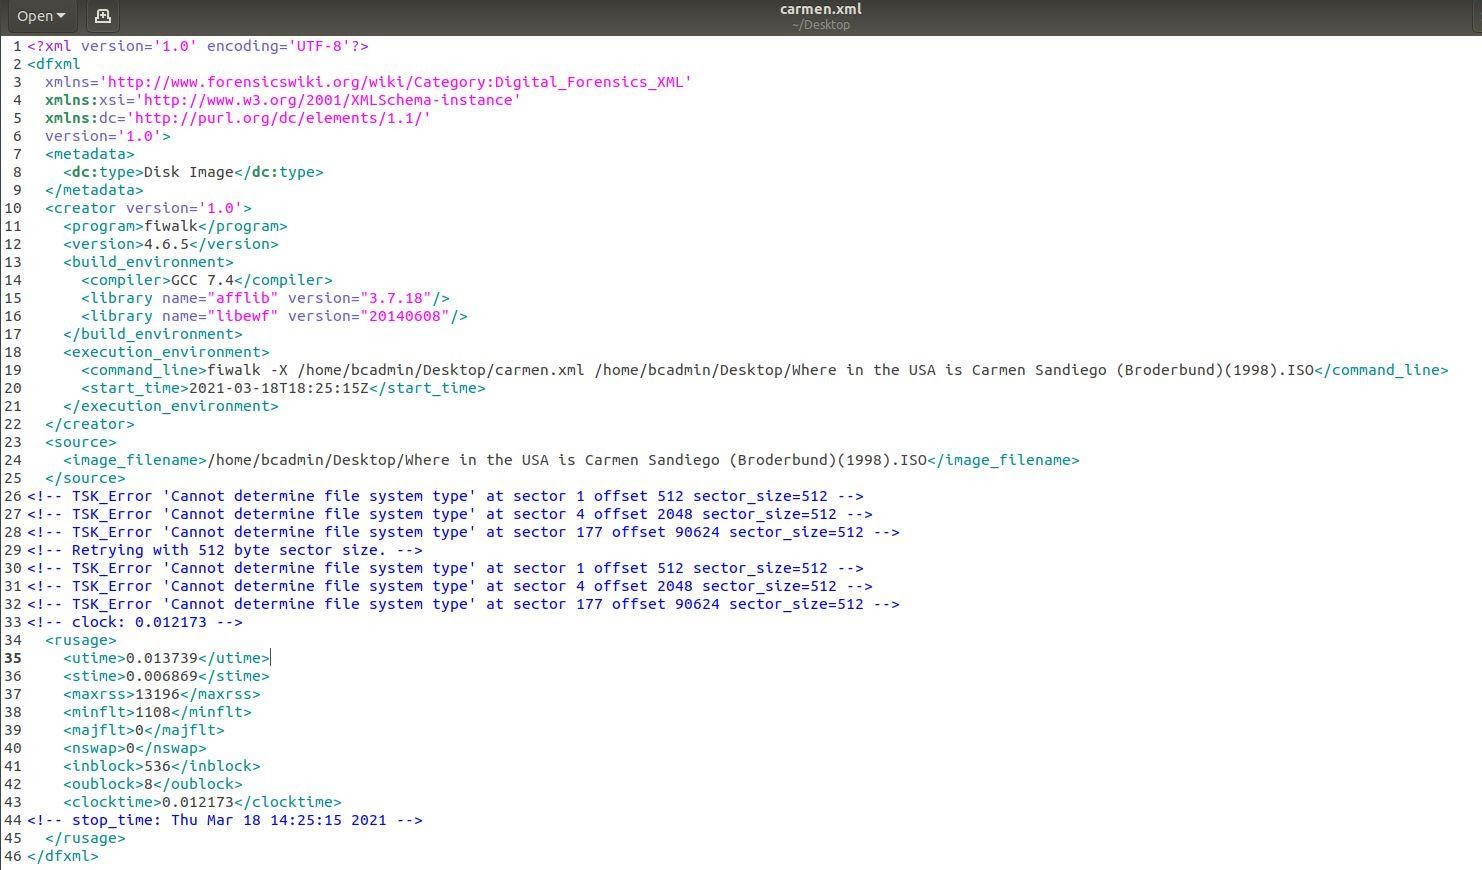 Open
carmen.xml
~/Desktop
1 <?xml version='1.0' encoding='UTF-8'?>
2 <dfxml
3   xmlns='http://www.forensicswiki.org/wiki/Category:Digital_Forensics_XML'
4   xmlns:xsi='http://www.w3.org/2001/XMLSchema-instance'
5   xmlns:dc='http://purl.org/dc/elements/1.1/'
6   version='1.0'>
7   <metadata>
8     <dc:type>Disk Image</dc:type>
9   </metadata>
10   <creator version='1.0'>
11     <program>fiwalk</program>
12     <version>4.6.5</version>
13     <build_environment>
14       <compiler>GCC 7.4</compiler>
15       <library name="afflib" version="3.7.18"/>
16       <library name="libewf" version="20140608"/>
17     </build_environment>
18     <execution_environment>
19       <command_line>fiwalk -X /home/bcadmin/Desktop/carmen.xml /home/bcadmin/Desktop/Where in the USA is Carmen Sandiego (Broderbund)(1998).ISO</command_line>
20       <start_time>2021-03-18T18:25:15Z</start_time>
21     </execution_environment>
22   </creator>
23   <source>
24     <image_filename>/home/bcadmin/Desktop/Where in the USA is Carmen Sandiego (Broderbund)(1998).ISO</image_filename>
25   </source>
26 <!-- TSK_Error 'Cannot determine file system type' at sector 1 offset 512 sector_size=512 -->
27 <!-- TSK_Error 'Cannot determine file system type' at sector 4 offset 2048 sector_size=512 -->
28 <!-- TSK_Error 'Cannot determine file system type' at sector 177 offset 90624 sector_size=512 -->
29 <!-- Retrying with 512 byte sector size. -->
30 <!-- TSK_Error 'Cannot determine file system type' at sector 1 offset 512 sector_size=512 -->
31 <!-- TSK_Error 'Cannot determine file system type' at sector 4 offset 2048 sector_size=512 -->
32 <!-- TSK_Error 'Cannot determine file system type' at sector 177 offset 90624 sector_size=512 -->
33 <!-- clock: 0.012173 -->
34   <rusage>
35     <utime>0.013739</utime>
36     <stime>0.006869</stime>
37     <maxrss>13196</maxrss>
38     <minflt>1108</minflt>
39     <majflt>0</majflt>
40     <nswap>0</nswap>
41     <inblock>536</inblock>
42     <oublock>8</oublock>
43     <clocktime>0.012173</clocktime>
44 <!-- stop_time: Thu Mar 18 14:25:15 2021 -->
45   </rusage>
46 </dfxml>